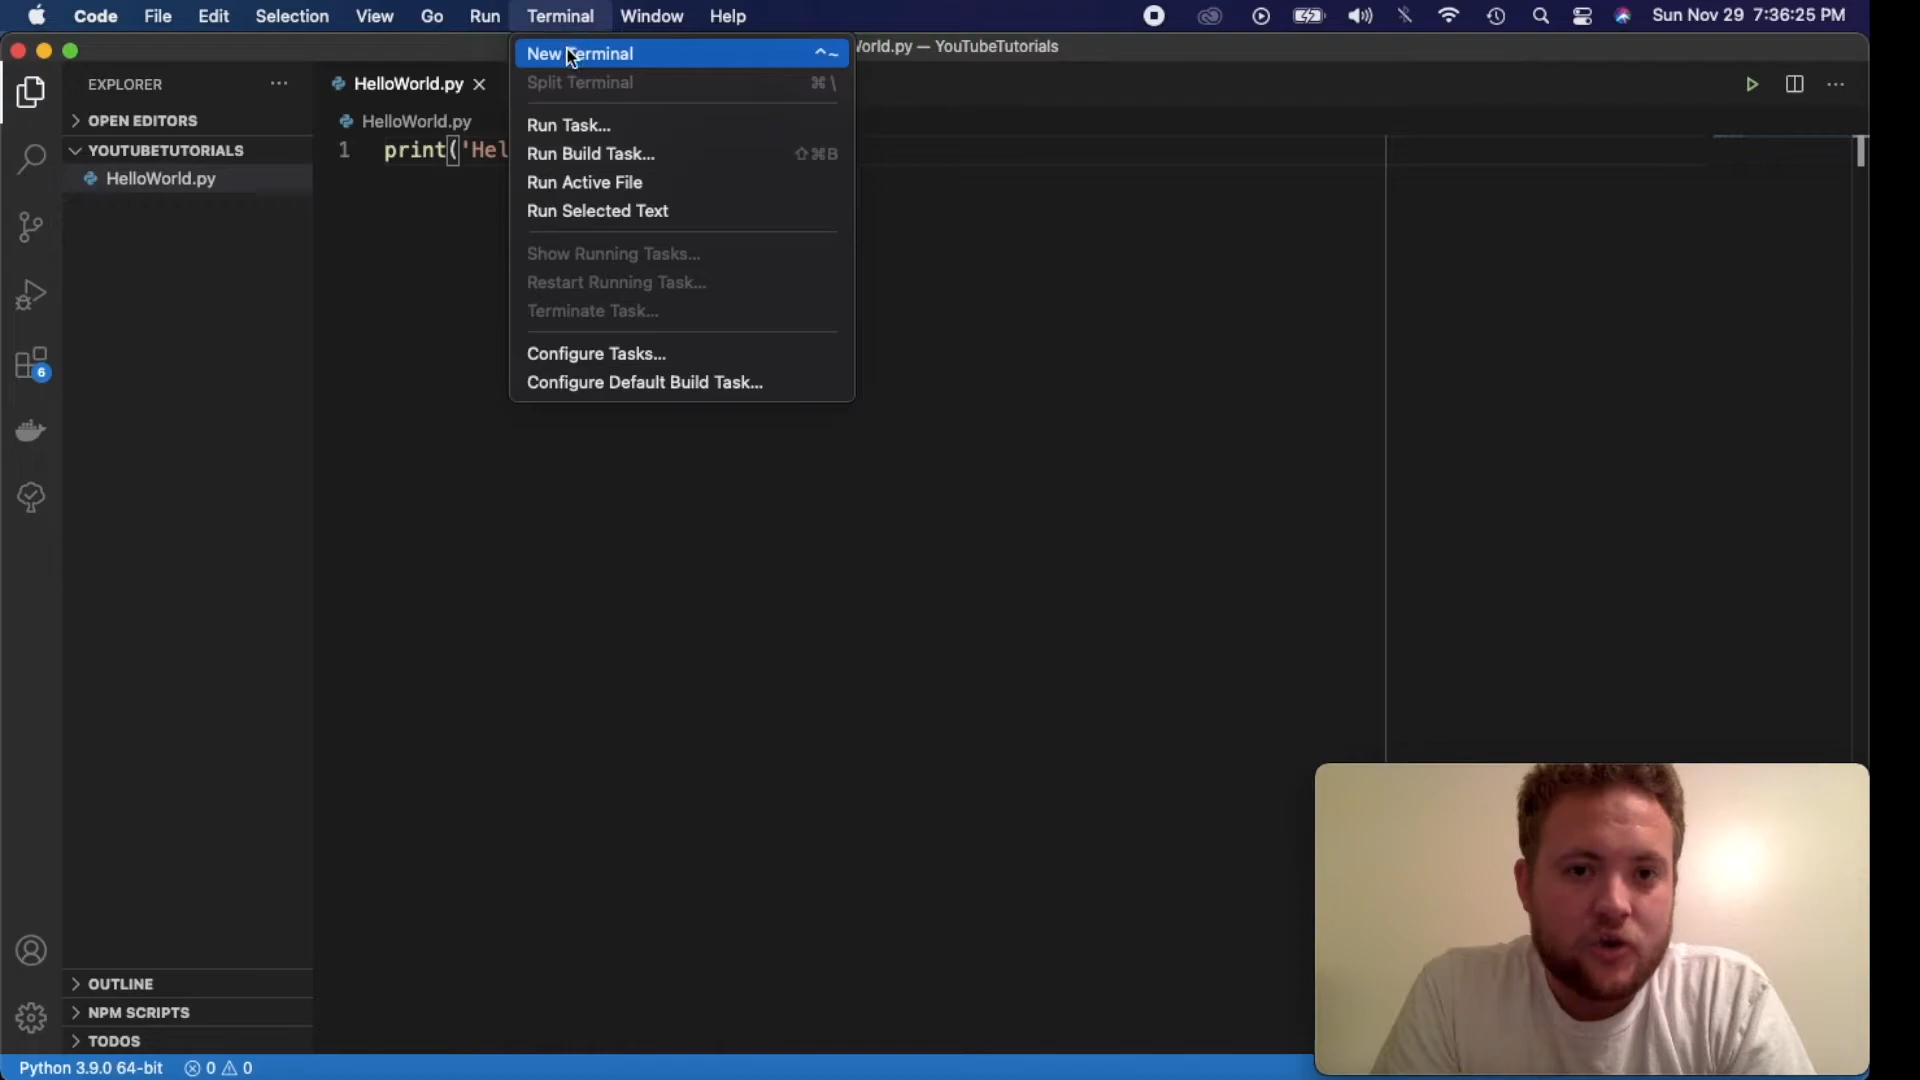 Code File Edit Selection View Go Run Terminal Window Help Sun Nov 29 7:36:25 PM
YouTubeTutorials
New Terminal ^~
Split Terminal ⌘\
Run Task...
Run Build Task... ⇧⌘B
Run Active File
Run Selected Text
Show Running Tasks...
Restart Running Task...
Terminate Task...
Configure Tasks...
Configure Default Build Task...
EXPLORER
OPEN EDITORS
YOUTUBETUTORIALS
HelloWorld.py
HelloWorld.py
HelloWorld.py
1 print('Hel
6
OUTLINE
NPM SCRIPTS
TODOS
Python 3.9.0 64-bit 0 0